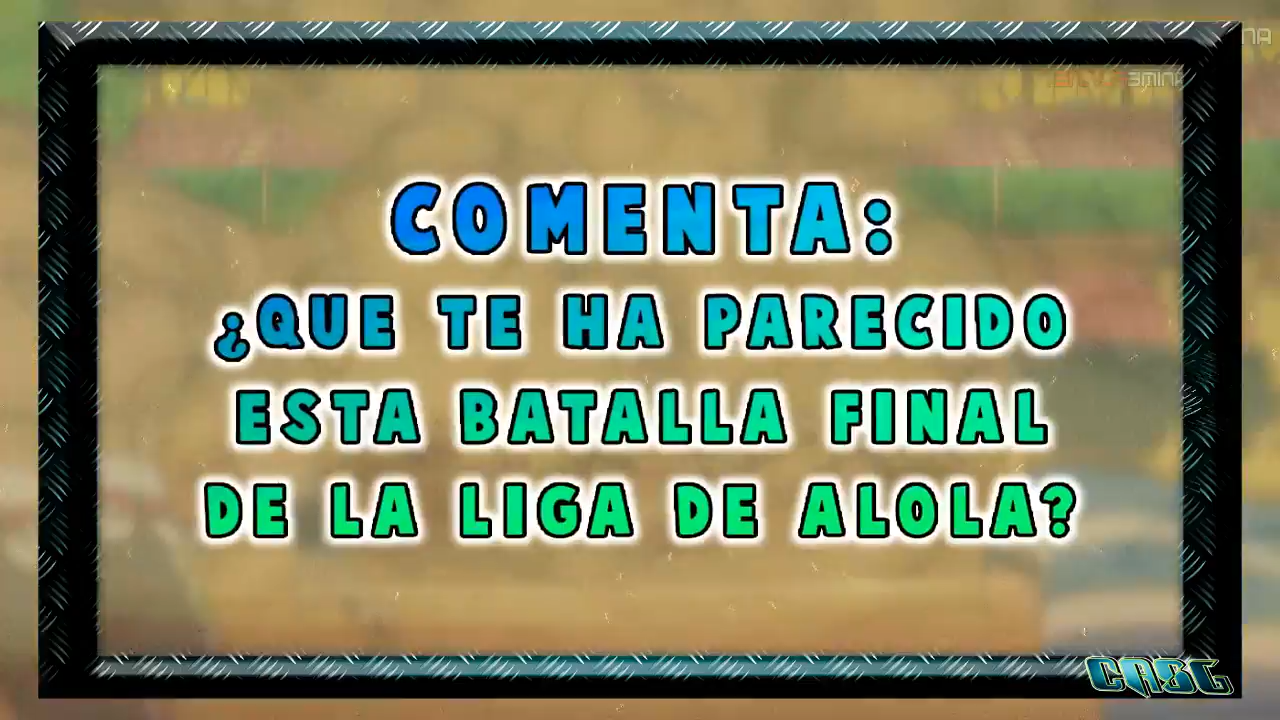 COMENTA:
¿QUE TE HA PARECIDO
ESTA BATALLA FINAL
DE LA LIGA DE ALOLA?